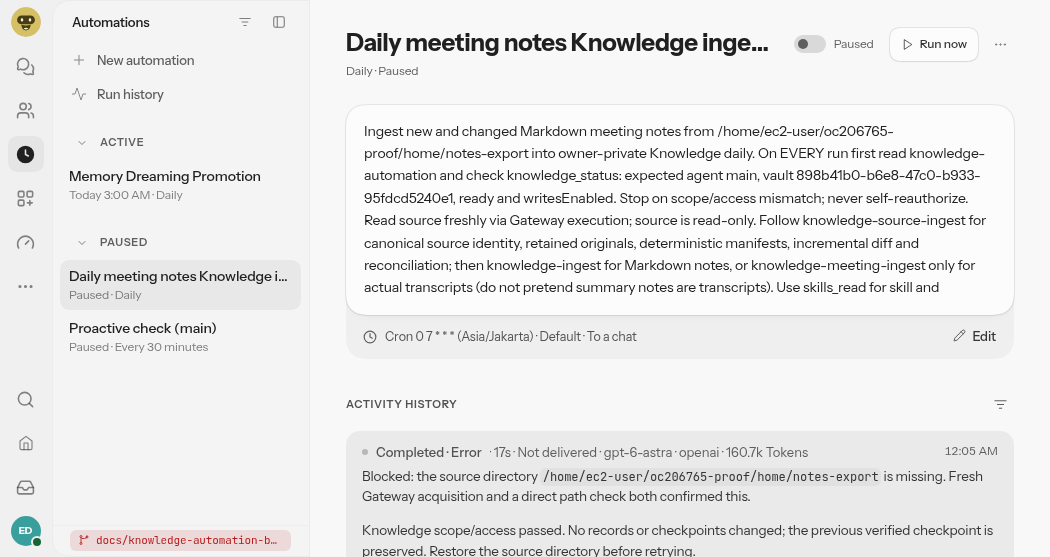 Automations
New automation
Run history
ACTIVE
Memory Dreaming Promotion
Today 3:00 AM · Daily
PAUSED
Daily meeting notes Knowledge i...
Paused · Daily
Proactive check (main)
Paused · Every 30 minutes
ED
docs/knowledge-automation-b…
Daily meeting notes Knowledge inge...
Paused
Run now
Daily · Paused
Ingest new and changed Markdown meeting notes from /home/ec2-user/oc206765-
proof/home/notes-export into owner-private Knowledge daily. On EVERY run first read knowledge-
automation and check knowledge_status: expected agent main, vault 898b41b0-b6e8-47c0-b933-
95fdcd5240e1, ready and writesEnabled. Stop on scope/access mismatch; never self-reauthorize.
Read source freshly via Gateway execution; source is read-only. Follow knowledge-source-ingest for
canonical source identity, retained originals, deterministic manifests, incremental diff and
reconciliation; then knowledge-ingest for Markdown notes, or knowledge-meeting-ingest only for
actual transcripts (do not pretend summary notes are transcripts). Use skills_read for skill and
Cron 0 7 * * * (Asia/Jakarta) · Default · To a chat
Edit
ACTIVITY HISTORY
Completed · Error · 17s · Not delivered · gpt-6-astra · openai · 160.7k Tokens
12:05 AM
Blocked: the source directory /home/ec2-user/oc206765-proof/home/notes-export is missing. Fresh
Gateway acquisition and a direct path check both confirmed this.
Knowledge scope/access passed. No records or checkpoints changed; the previous verified checkpoint is
preserved. Restore the source directory before retrying.